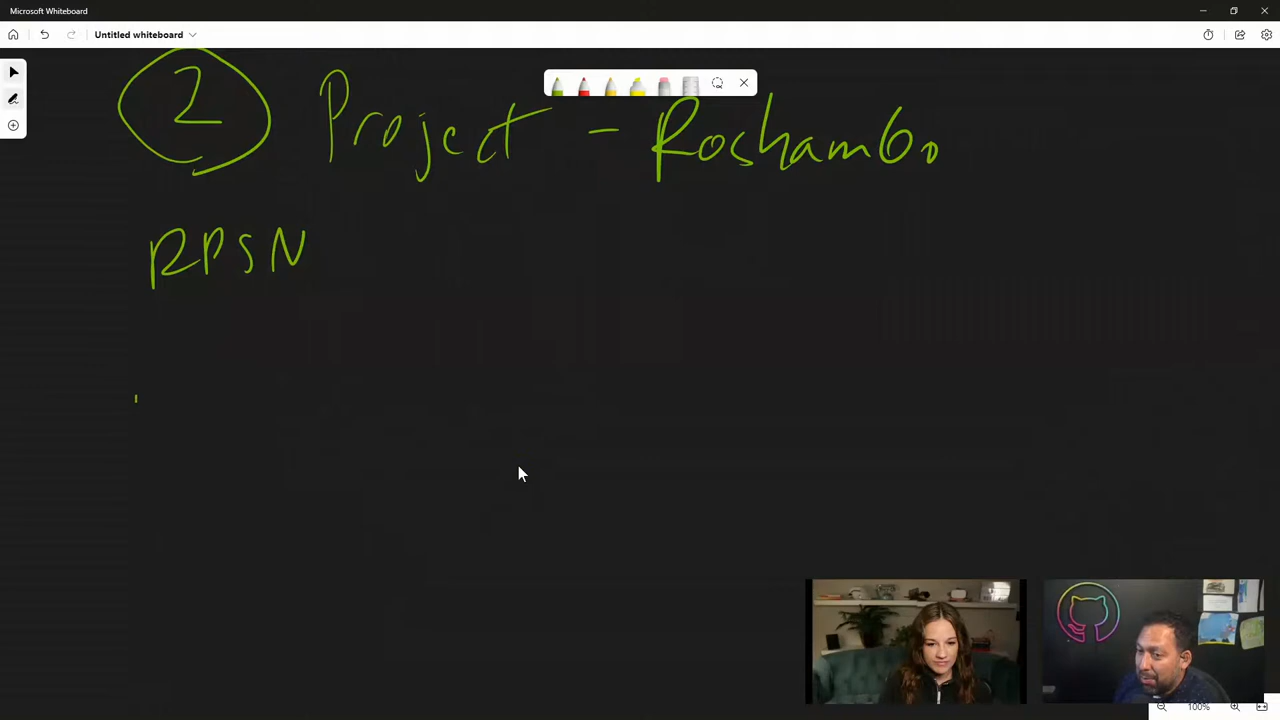 Microsoft Whiteboard
Untitled whiteboard
2 Project - Roshambo
RPSN
100%